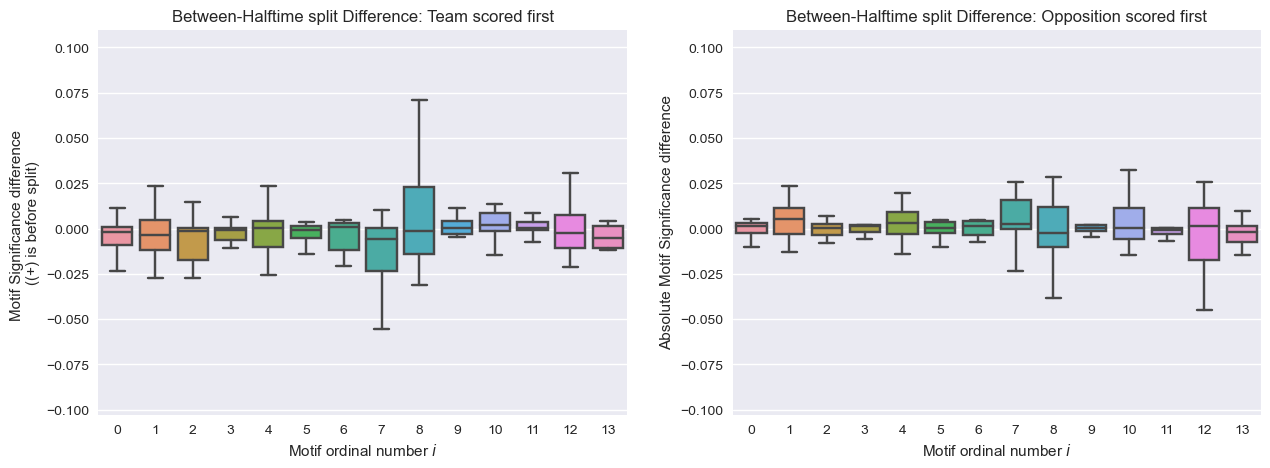 Between-Halftime split Difference: Team scored first
Motif Significance difference
((+) is before split)
0.100
0.075
0.050
0.025
0.000
−0.025
−0.050
−0.075
−0.100
0 1 2 3 4 5 6 7 8 9 10 11 12 13
Motif ordinal number i
Between-Halftime split Difference: Opposition scored first
Absolute Motif Significance difference
0.100
0.075
0.050
0.025
0.000
−0.025
−0.050
−0.075
−0.100
0 1 2 3 4 5 6 7 8 9 10 11 12 13
Motif ordinal number i